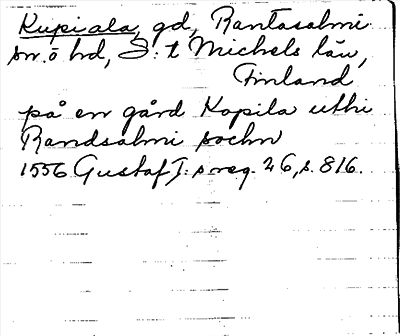 Kupiala, gd, Rantasalmi
sn. o hd, S:t Michels län,
Finland
på en gård Kopila uthi
Randsalmi sochn
1556 Gustaf I:s reg. 26, s. 816.